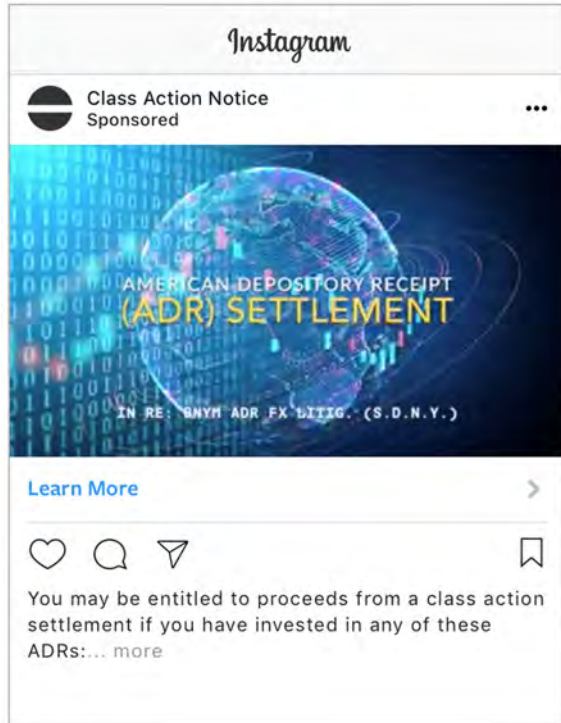 Instagram
Class Action Notice
Sponsored
AMERICAN DEPOSITORY RECEIPT
(ADR) SETTLEMENT
IN RE: BNYM ADR FX LITIG. (S.D.N.Y.)
Learn More
You may be entitled to proceeds from a class action
settlement if you have invested in any of these
ADRs:... more